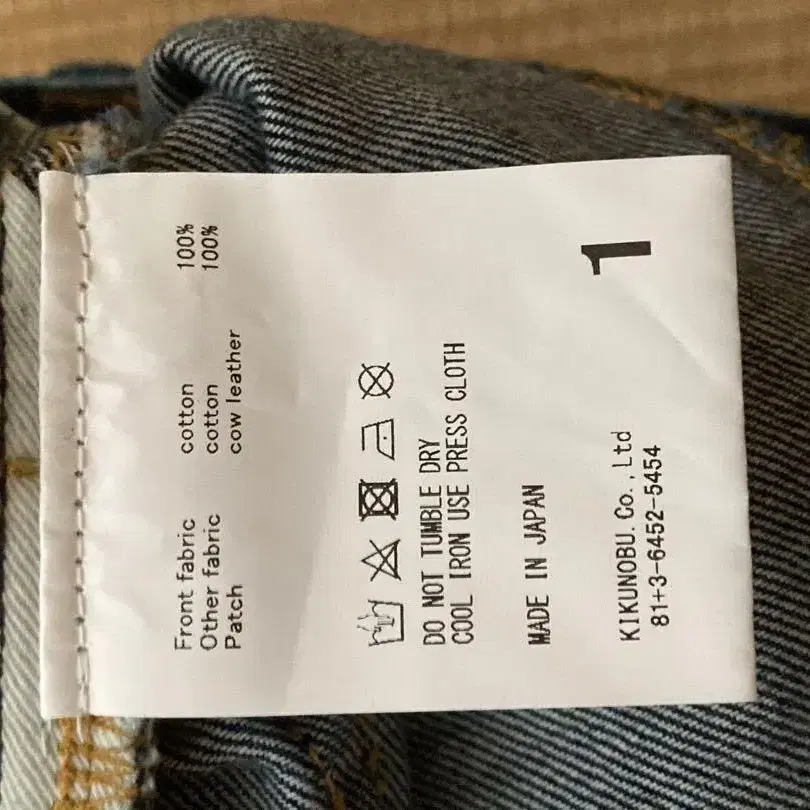 Front fabric cotton 100%
Other fabric cotton 100%
Patch cow leather
DO NOT TUMBLE DRY
COOL IRON USE PRESS CLOTH
MADE IN JAPAN
KIKUNOBU.Co.,Ltd
81+3-6452-5454
1